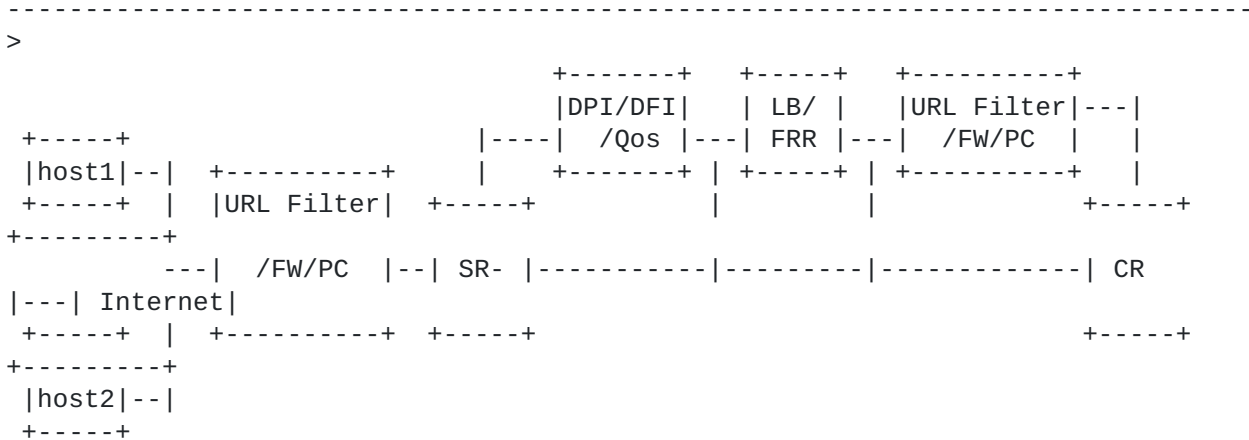 --------------------------------------------------------------------------
>
                                 +-------+   +-----+   +----------+
                                 |DPI/DFI|   | LB/ |   |URL Filter|---|
 +-----+                    |----|  /Qos |---| FRR |---|  /FW/PC  |   |
 |host1|--|  +----------+    |    +-------+ | +-----+ | +----------+   |
 +-----+  |  |URL Filter|  +-----+          |         |            +-----+
+---------+
         ---|  /FW/PC  |--| SR- |-----------|---------|-------------| CR
|---| Internet|
 +-----+  |  +----------+  +-----+                                 +-----+
+---------+
 |host2|--|
 +-----+